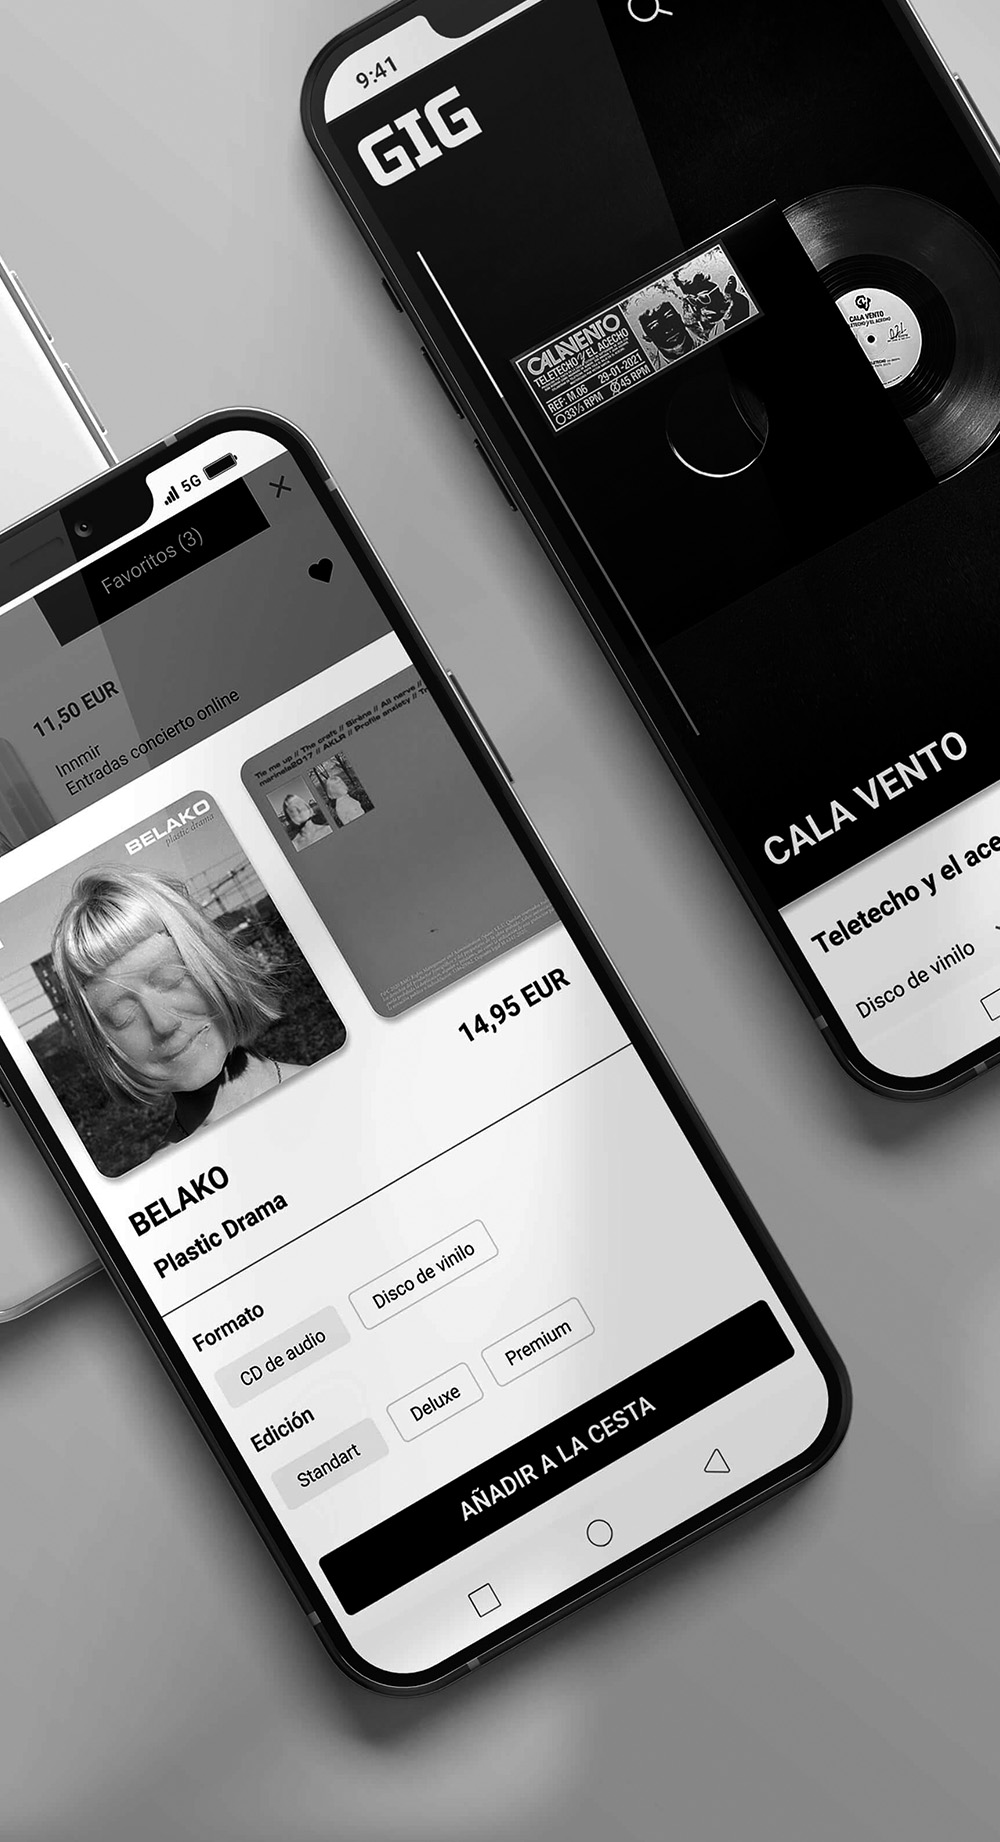 9:41
GIG
CALAVENTO
TELETECHO Y EL ACECHO
REF: M.06 29-01-2021
33⅓ RPM 45 RPM
CALA VENTO
TELETECHO Y EL ACECHO
CALA VENTO
Teletecho y el ace
Disco de vinilo
5G
Favoritos (3)
11,50 EUR
Innmir
Entradas concierto online
BELAKO
plastic drama
Tie me up // The craft // Sirène // All nerve //
marinela2017 // AKLR // Profile anxiety // Tr
14,95 EUR
BELAKO
Plastic Drama
Formato
CD de audio
Disco de vinilo
Edición
Standart
Deluxe
Premium
AÑADIR A LA CESTA